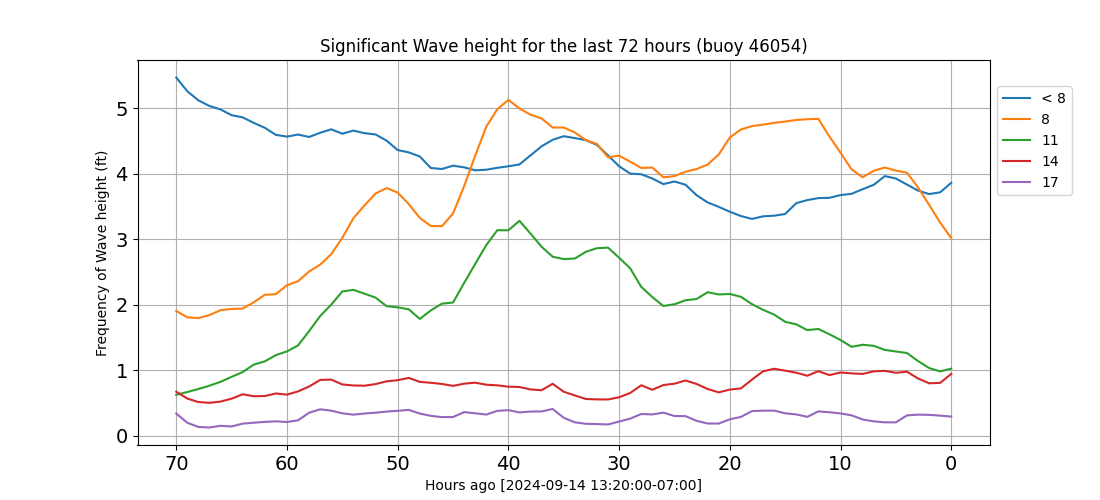 Significant Wave height for the last 72 hours (buoy 46054)
Frequency of Wave height (ft)
5
4
3
2
1
0
70 60 50 40 30 20 10 0
Hours ago [2024-09-14 13:20:00-07:00]
< 8
8
11
14
17